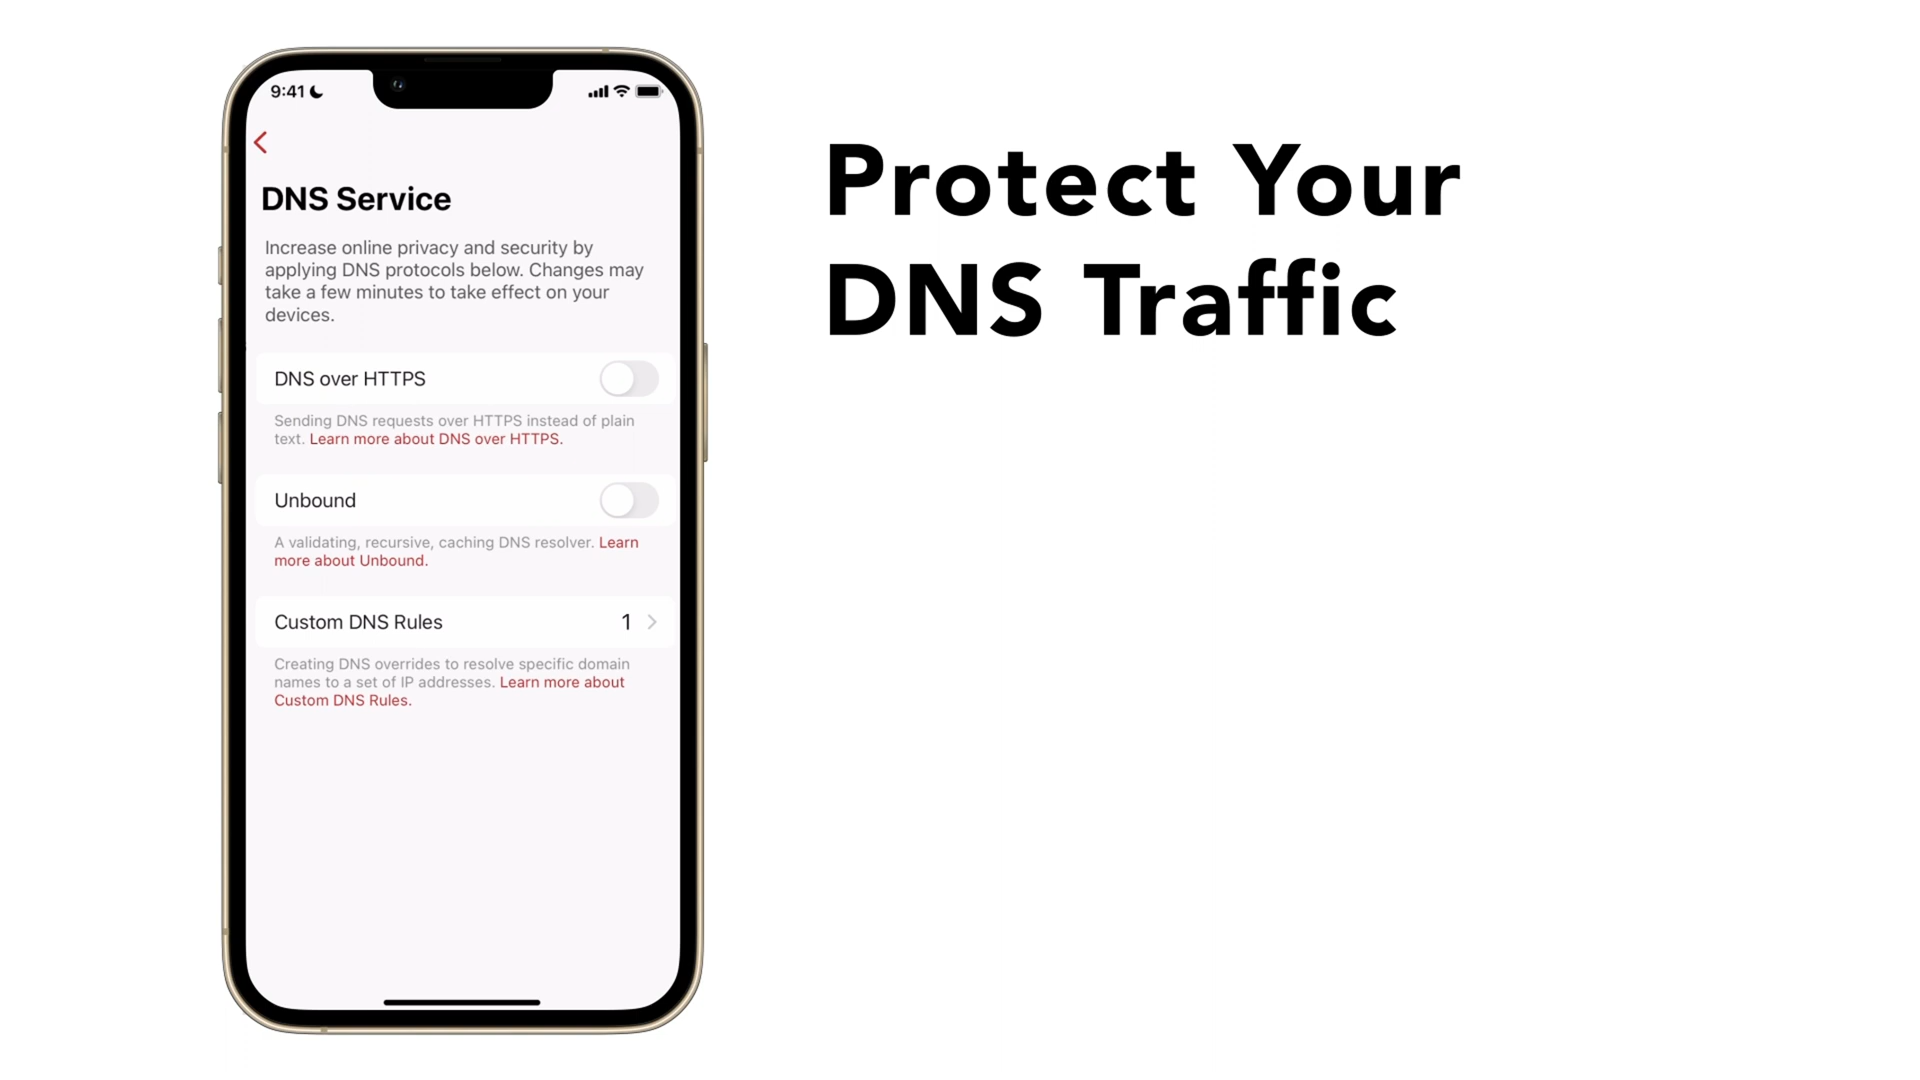 9:41
DNS Service
Increase online privacy and security by
applying DNS protocols below. Changes may
take a few minutes to take effect on your
devices.
DNS over HTTPS
Sending DNS requests over HTTPS instead of plain
text. Learn more about DNS over HTTPS.
Unbound
A validating, recursive, caching DNS resolver. Learn
more about Unbound.
Custom DNS Rules 1
Creating DNS overrides to resolve specific domain
names to a set of IP addresses. Learn more about
Custom DNS Rules.
Protect Your
DNS Traffic